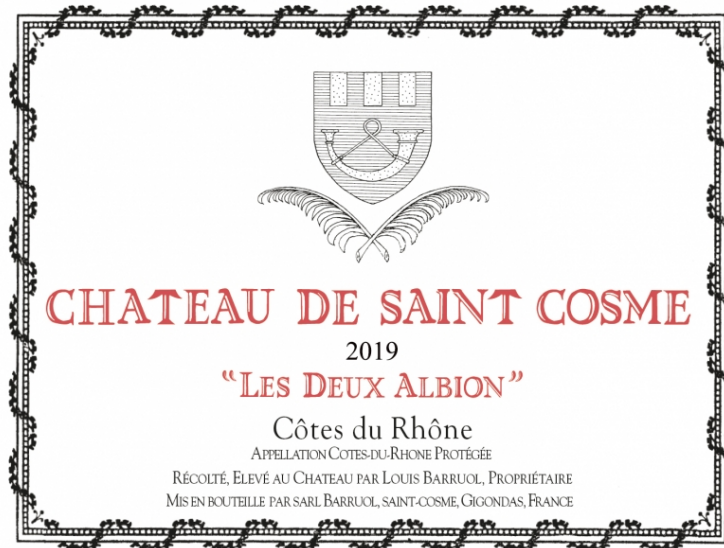 CHATEAU DE SAINT COSME
2019
"LES DEUX ALBION"
Côtes du Rhône
APPELLATION COTES-DU-RHONE PROTÉGÉE
RÉCOLTÉ, ELEVÉ AU CHATEAU PAR LOUIS BARRUOL, PROPRIÉTAIRE
MIS EN BOUTEILLE PAR SARL BARRUOL, SAINT-COSME, GIGONDAS, FRANCE